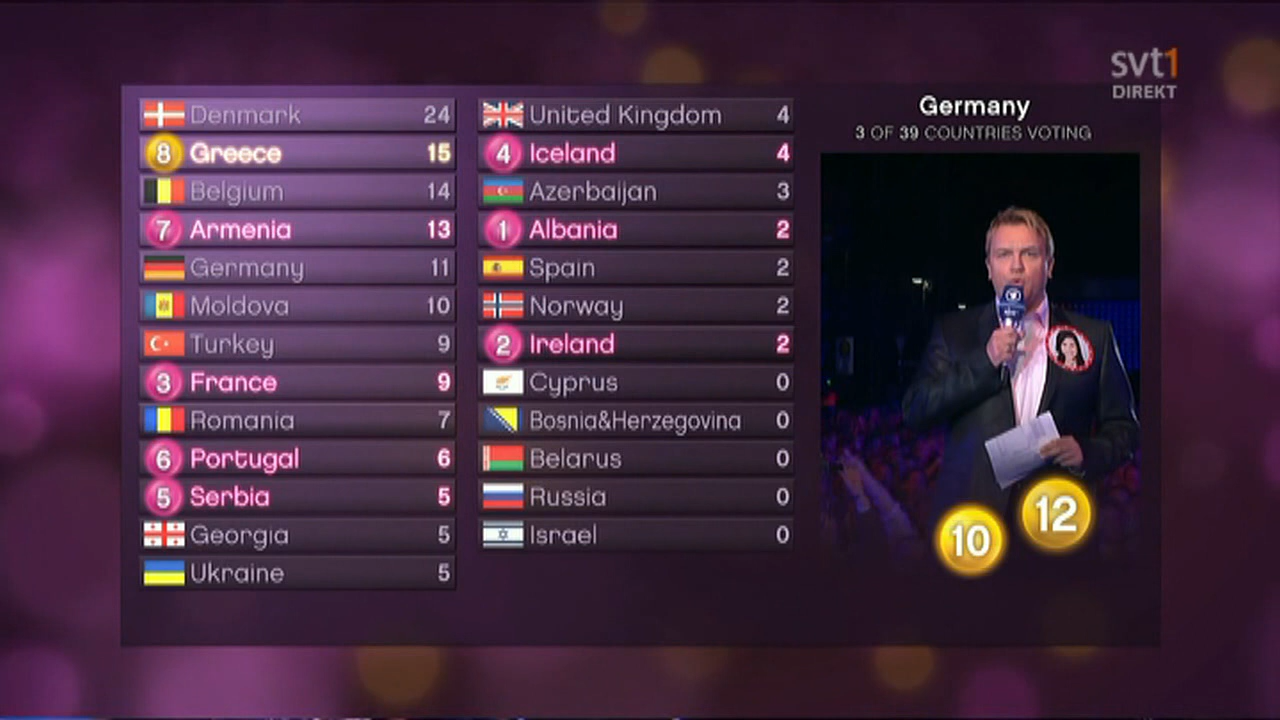 svt1
DIREKT
Denmark 24
8 Greece 15
Belgium 14
7 Armenia 13
Germany 11
Moldova 10
Turkey 9
3 France 9
Romania 7
6 Portugal 6
5 Serbia 5
Georgia 5
Ukraine 5
United Kingdom 4
4 Iceland 4
Azerbaijan 3
1 Albania 2
Spain 2
Norway 2
2 Ireland 2
Cyprus 0
Bosnia&Herzegovina 0
Belarus 0
Russia 0
Israel 0
Germany
3 OF 39 COUNTRIES VOTING
10
12